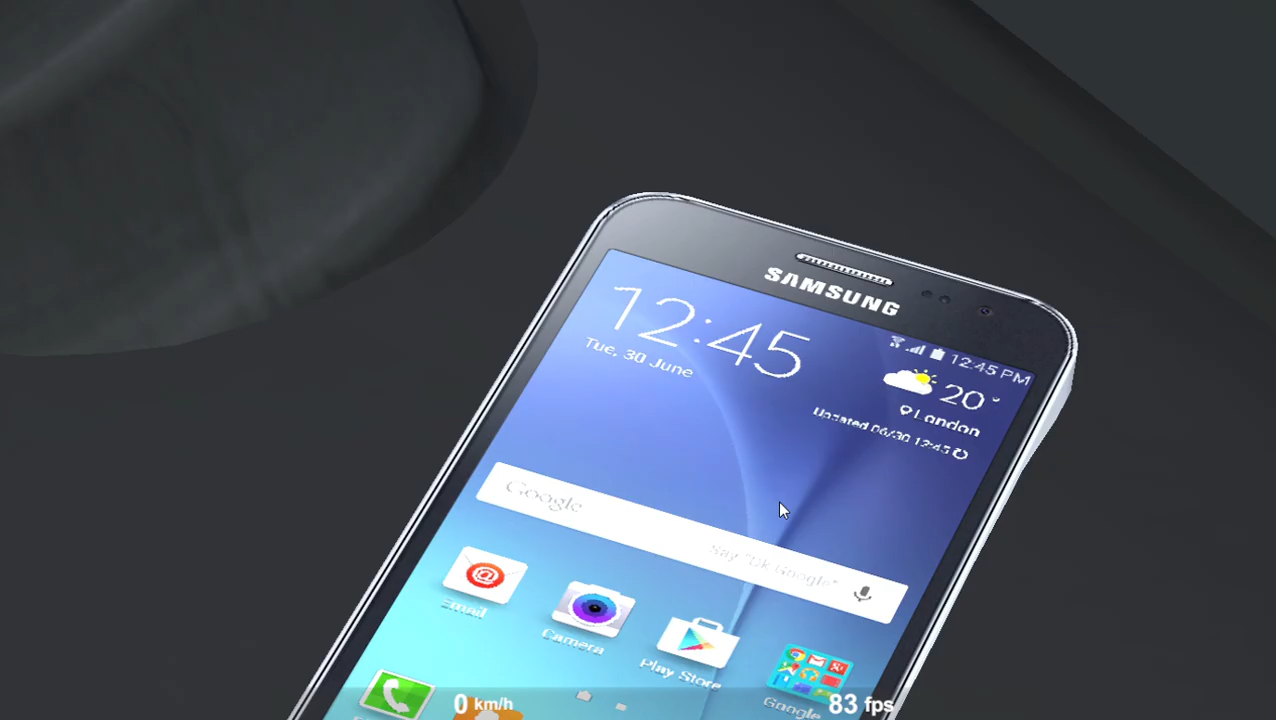 SAMSUNG
12:45 PM
12:45
Tue, 30 June
20°
London
Updated 06/30 12:45
Google
Say "Ok Google"
Email
Camera
Play Store
Google
0 km/h
83 fps